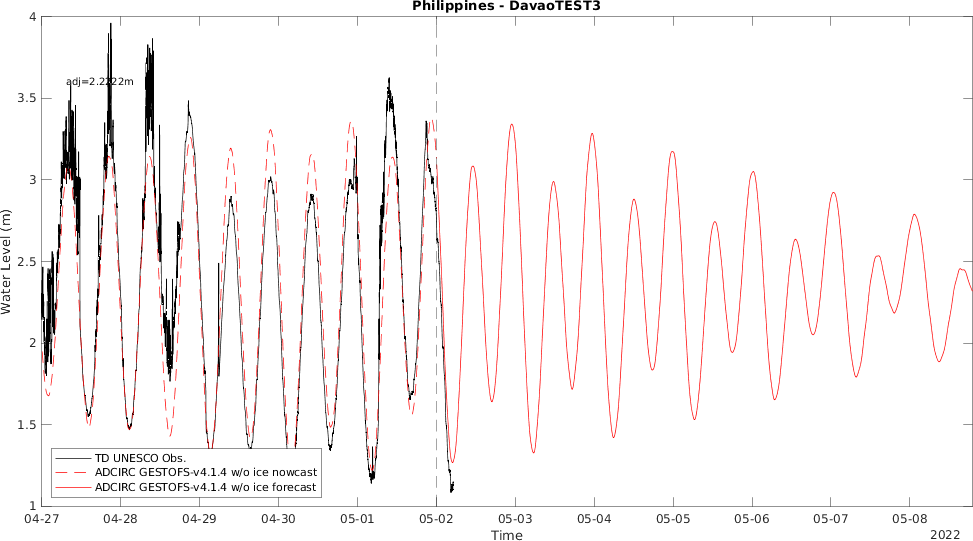 Philippines - DavaoTEST3
4
3.5
3
2.5
2
1.5
1
Water Level (m)
adj=2.2222m
TD UNESCO Obs.
ADCIRC GESTOFS-v4.1.4 w/o ice nowcast
ADCIRC GESTOFS-v4.1.4 w/o ice forecast
04-27 04-28 04-29 04-30 05-01 05-02 05-03 05-04 05-05 05-06 05-07 05-08
Time
2022